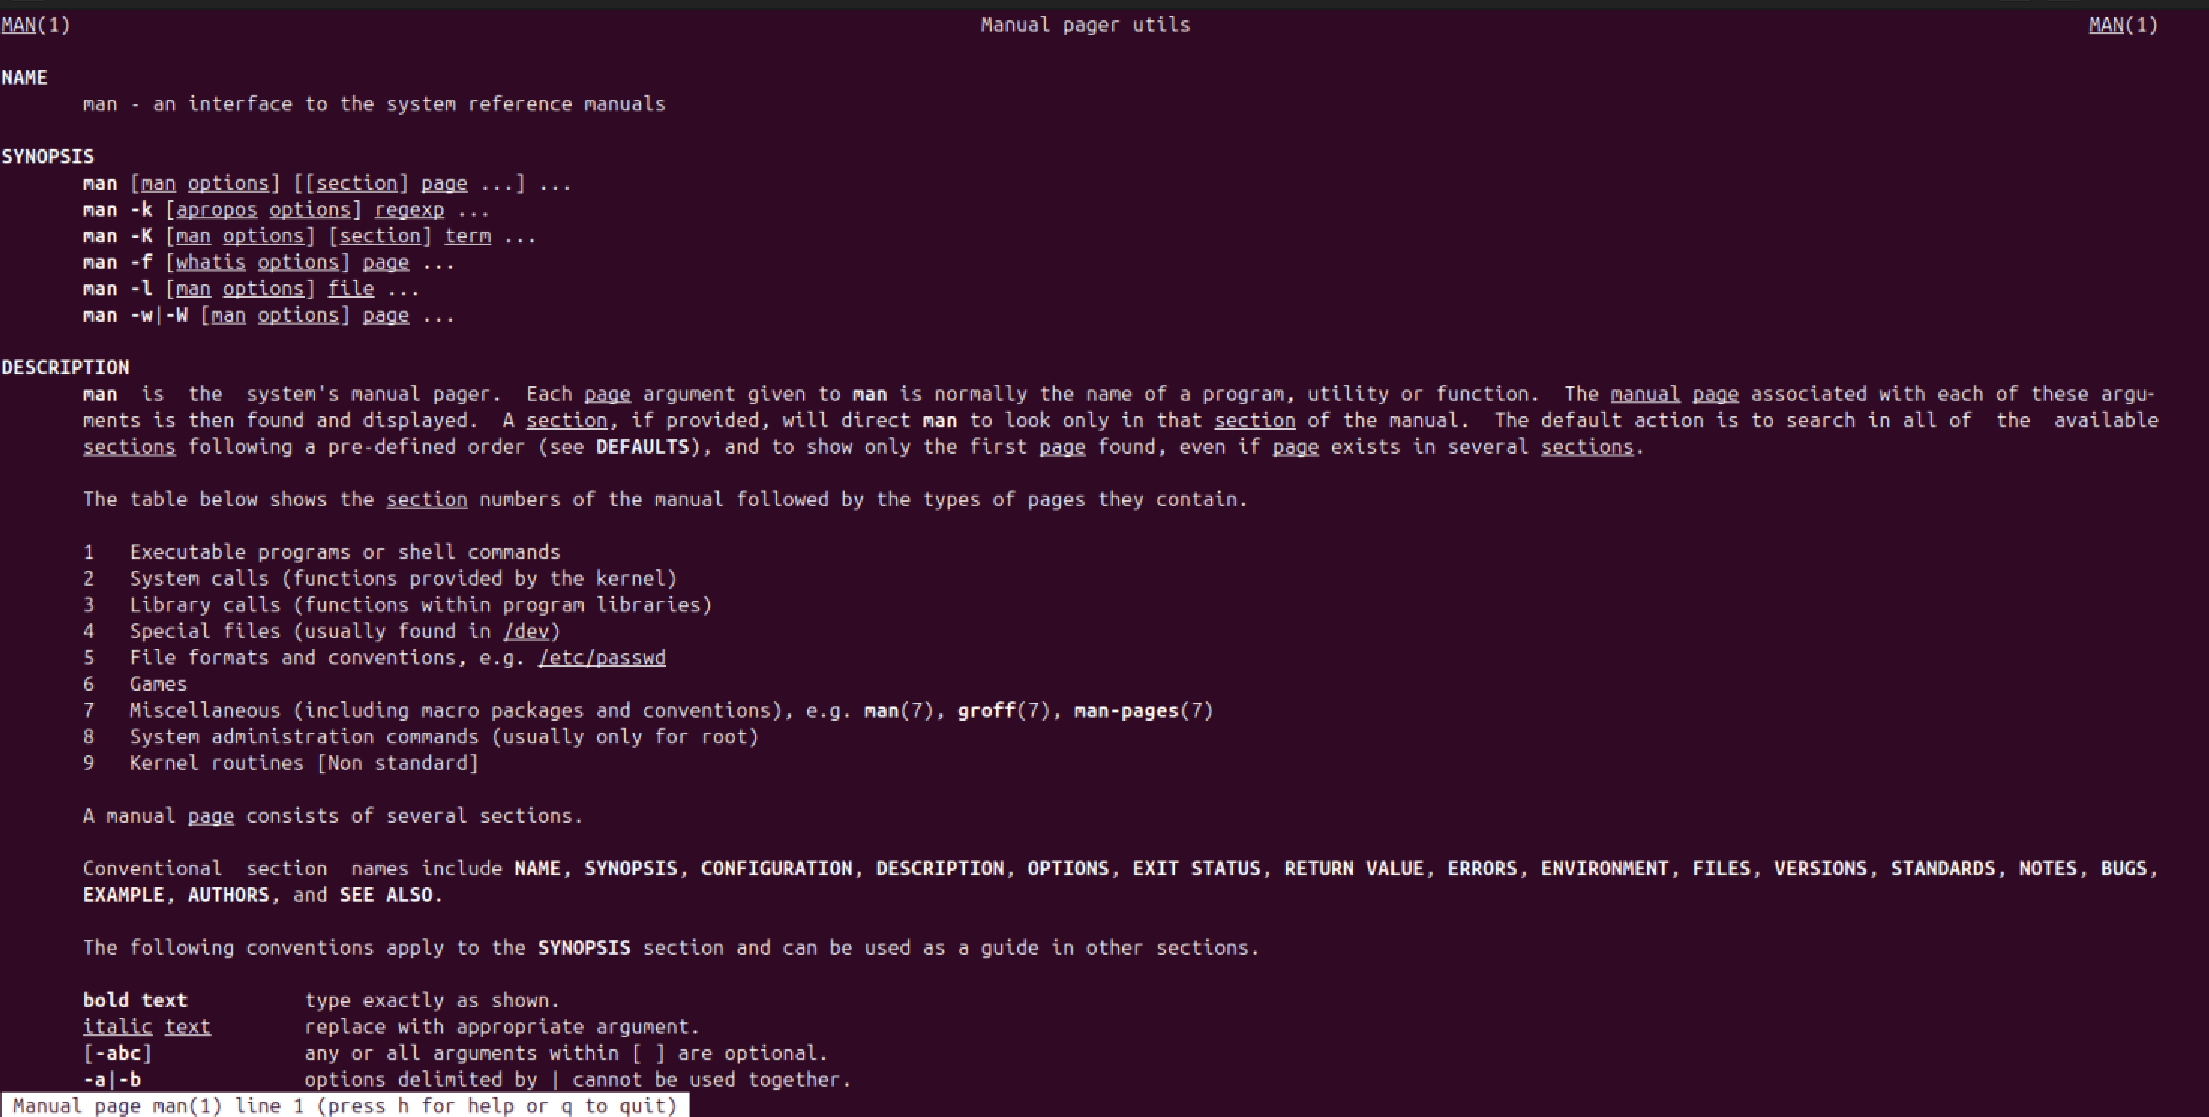 MAN(1) Manual pager utils MAN(1)
NAME
man - an interface to the system reference manuals
SYNOPSIS
man [man options] [[section] page ...] ...
man -k [apropos options] regexp ...
man -K [man options] [section] term ...
man -f [whatis options] page ...
man -l [man options] file ...
man -w|-W [man options] page ...
DESCRIPTION
man is the system's manual pager. Each page argument given to man is normally the name of a program, utility or function. The manual page associated with each of these argu-
ments is then found and displayed. A section, if provided, will direct man to look only in that section of the manual. The default action is to search in all of the available
sections following a pre-defined order (see DEFAULTS), and to show only the first page found, even if page exists in several sections.
The table below shows the section numbers of the manual followed by the types of pages they contain.
1 Executable programs or shell commands
2 System calls (functions provided by the kernel)
3 Library calls (functions within program libraries)
4 Special files (usually found in /dev)
5 File formats and conventions, e.g. /etc/passwd
6 Games
7 Miscellaneous (including macro packages and conventions), e.g. man(7), groff(7), man-pages(7)
8 System administration commands (usually only for root)
9 Kernel routines [Non standard]
A manual page consists of several sections.
Conventional section names include NAME, SYNOPSIS, CONFIGURATION, DESCRIPTION, OPTIONS, EXIT STATUS, RETURN VALUE, ERRORS, ENVIRONMENT, FILES, VERSIONS, STANDARDS, NOTES, BUGS,
EXAMPLE, AUTHORS, and SEE ALSO.
The following conventions apply to the SYNOPSIS section and can be used as a guide in other sections.
bold text type exactly as shown.
italic text replace with appropriate argument.
[-abc] any or all arguments within [ ] are optional.
-a|-b options delimited by | cannot be used together.
Manual page man(1) line 1 (press h for help or q to quit)